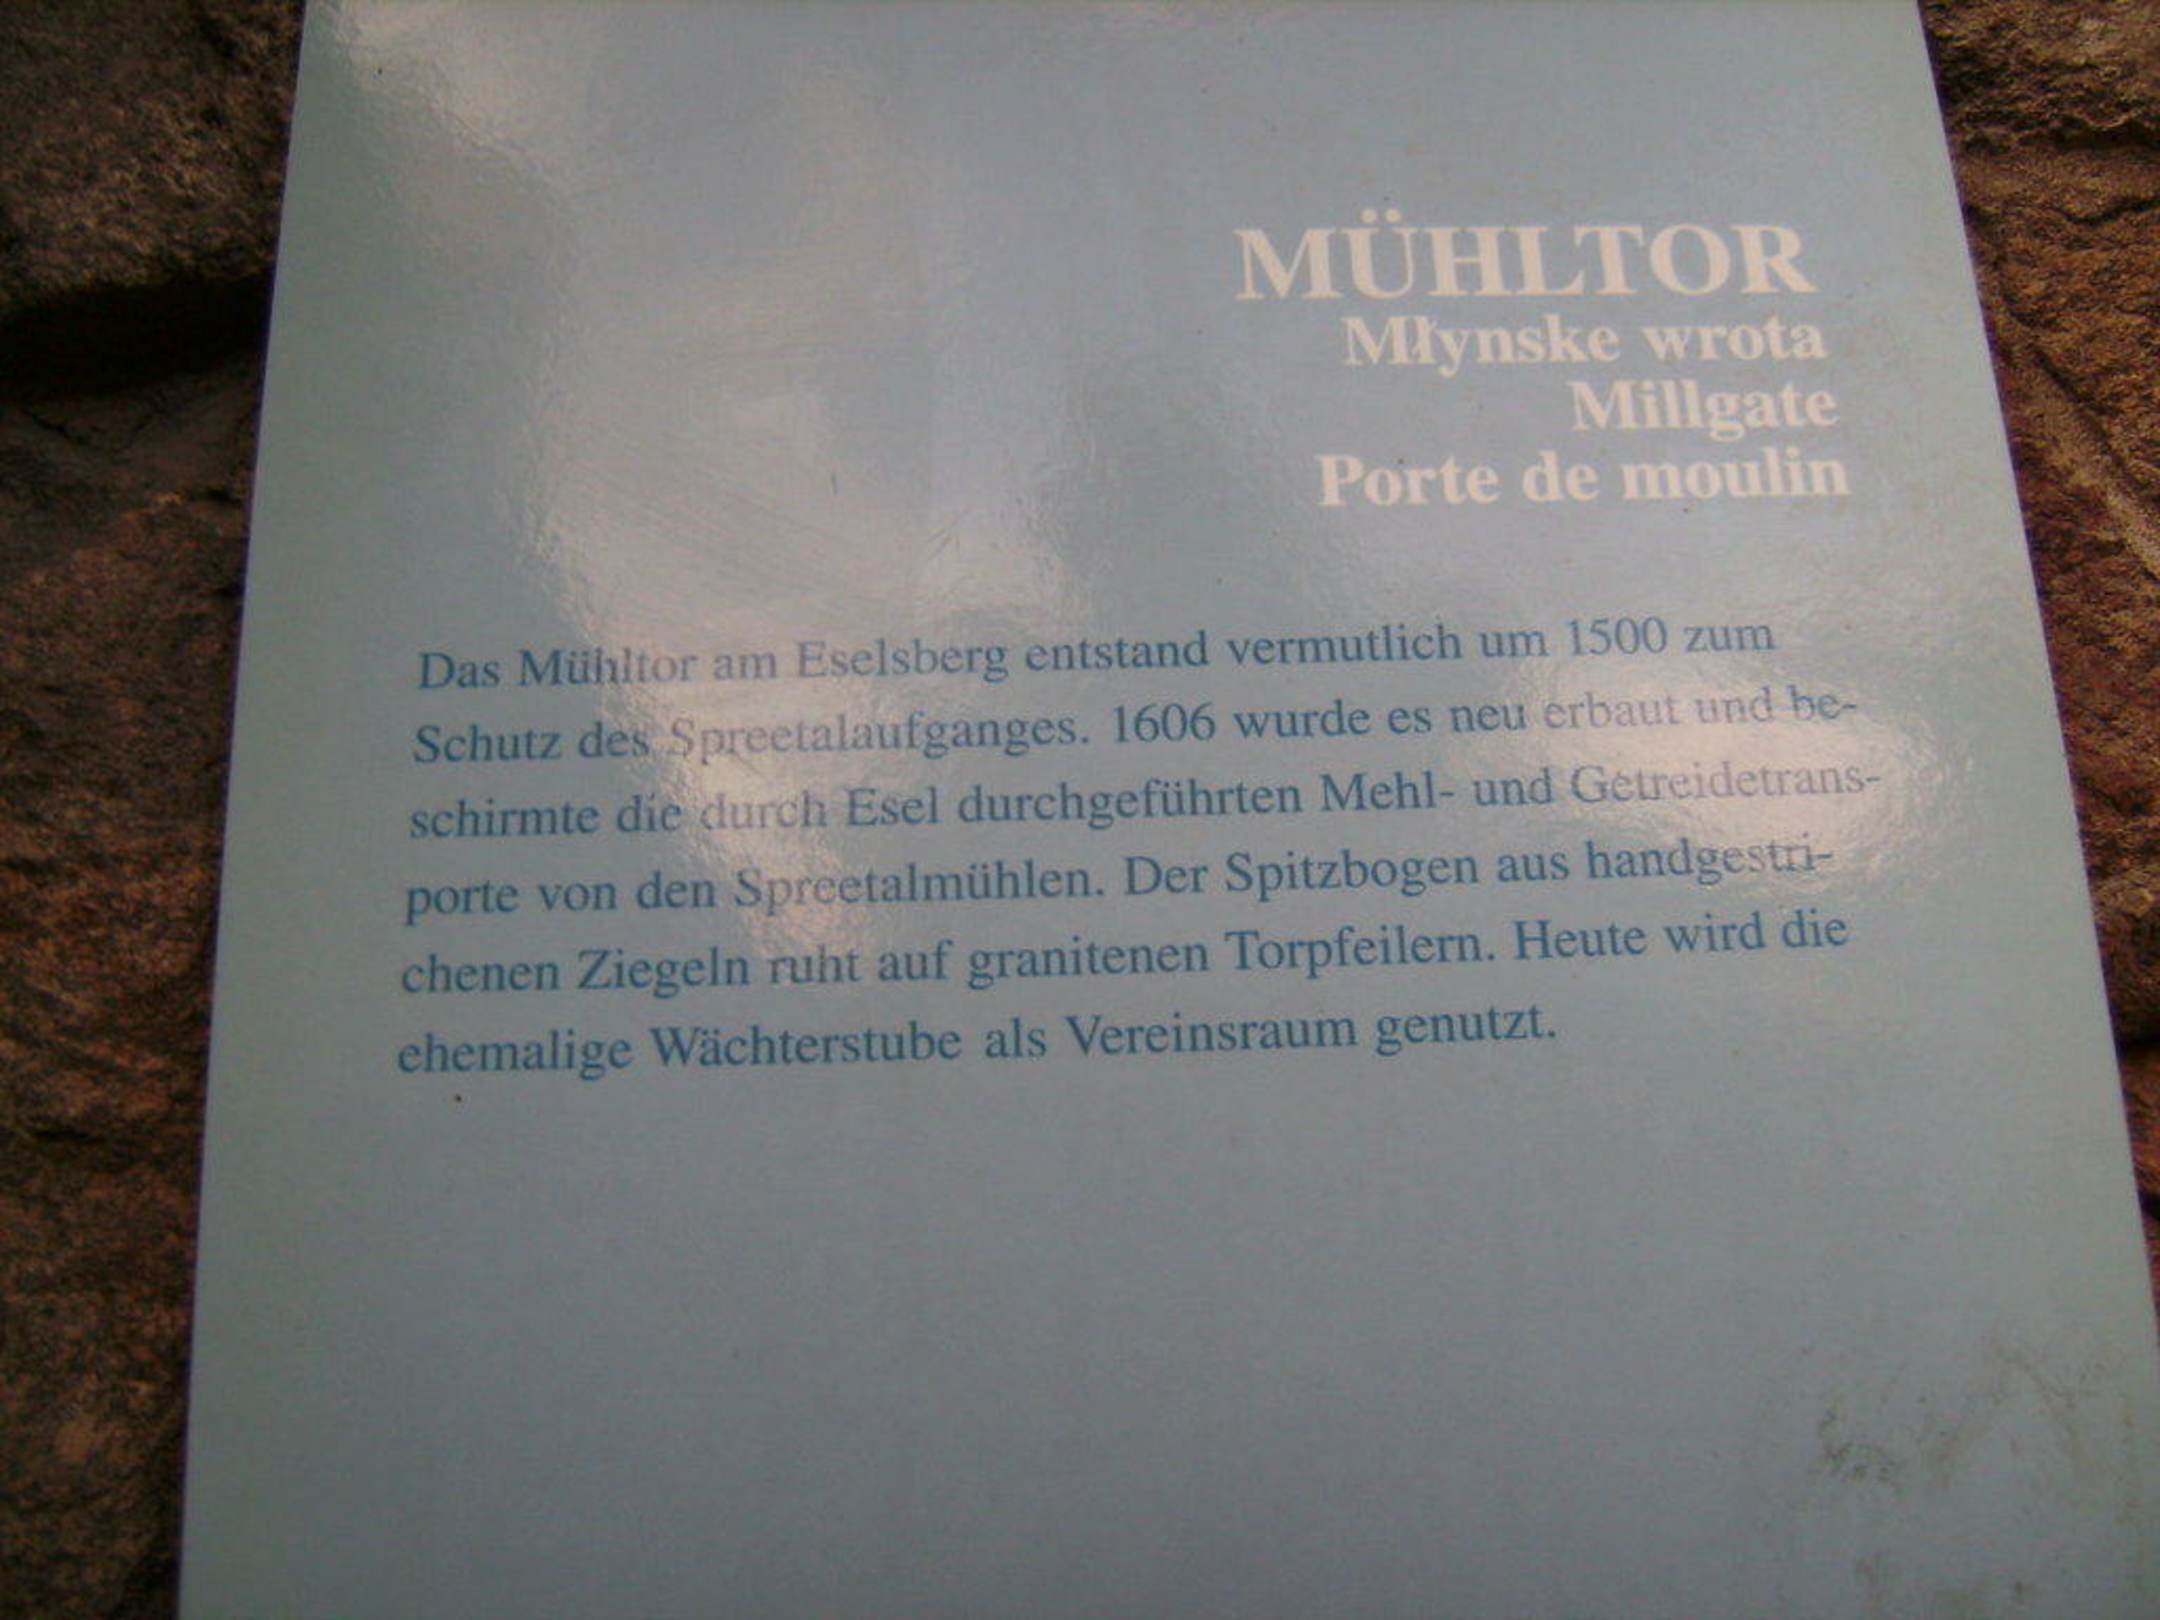 MÜHLTOR
Młynske wrota
Millgate
Porte de moulin
Das Mühltor am Eselsberg entstand vermutlich um 1500 zum
Schutz des Spreetalaufganges. 1606 wurde es neu erbaut und be-
schirmte die durch Esel durchgeführten Mehl- und Getreidetrans-
porte von den Spreetalmühlen. Der Spitzbogen aus handgestri-
chenen Ziegeln ruht auf granitenen Torpfeilern. Heute wird die
ehemalige Wächterstube als Vereinsraum genutzt.